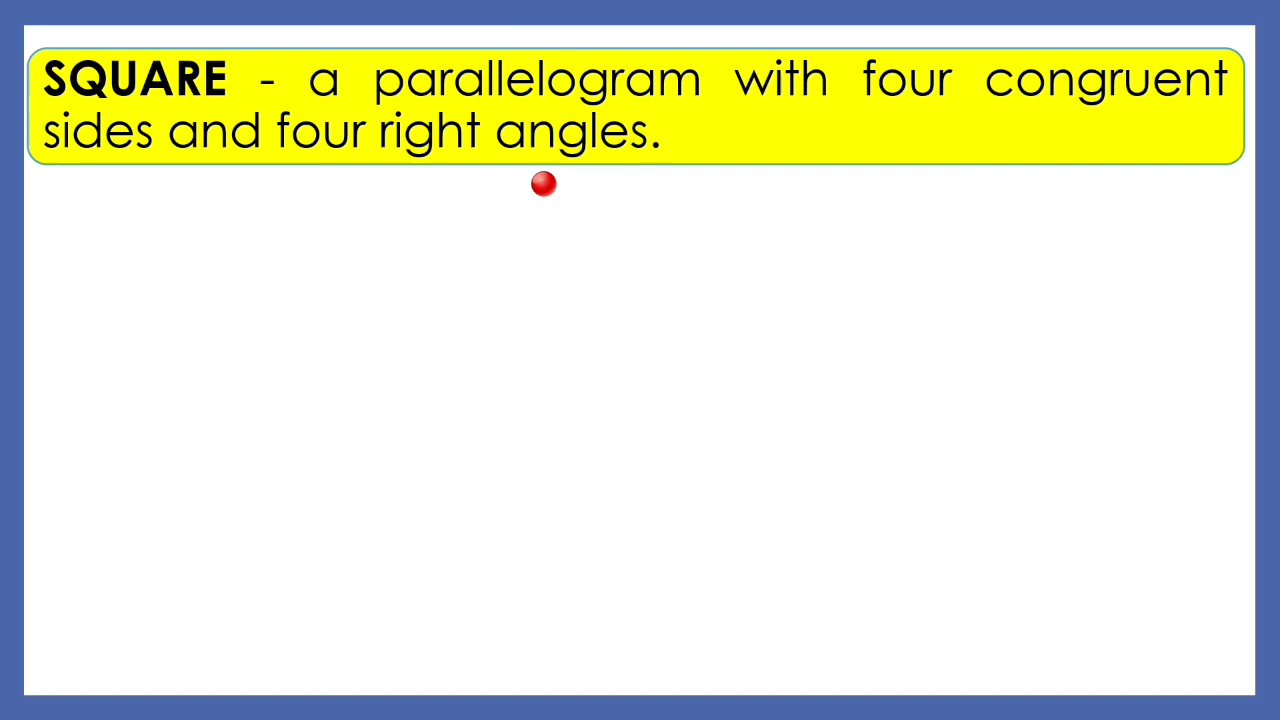 SQUARE - a parallelogram with four congruent
sides and four right angles.